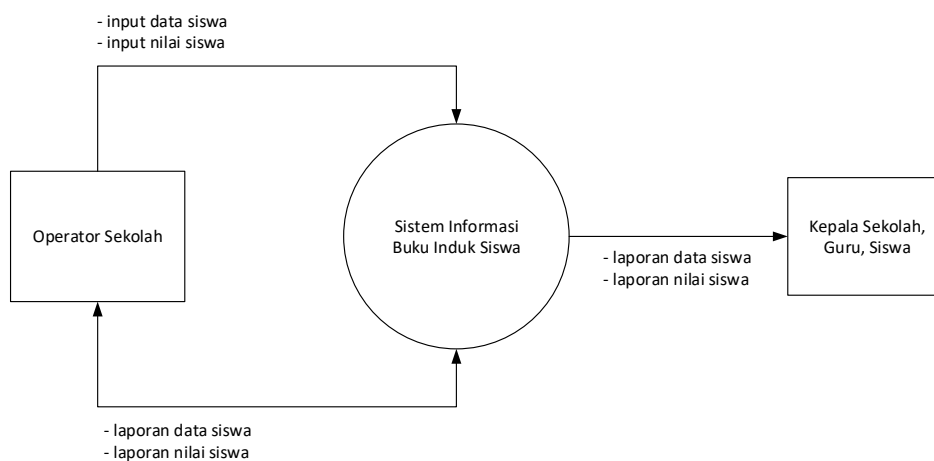 - input data siswa
- input nilai siswa
Operator Sekolah
Sistem Informasi
Buku Induk Siswa
Kepala Sekolah,
Guru, Siswa
- laporan data siswa
- laporan nilai siswa
- laporan data siswa
- laporan nilai siswa